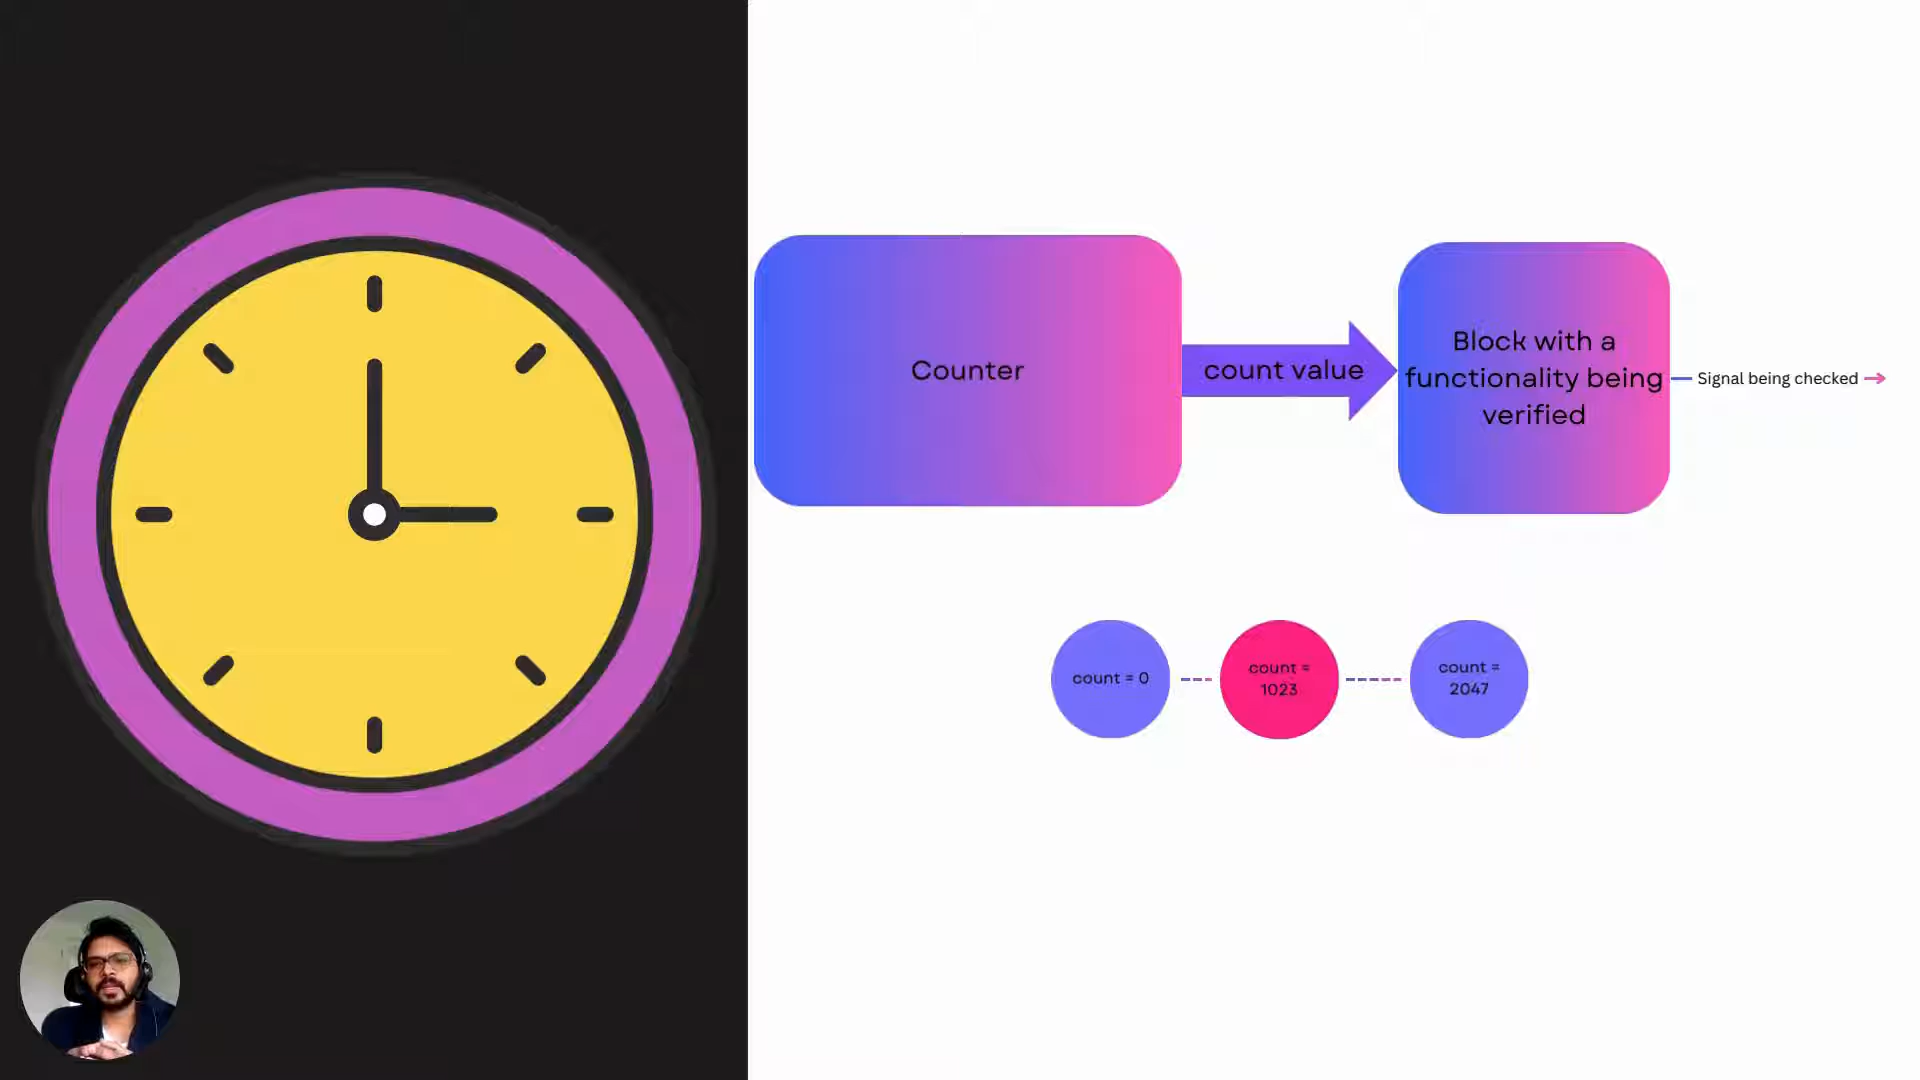 Counter
count value
Block with a
functionality being
verified
Signal being checked
count = 0
count =
1023
count =
2047